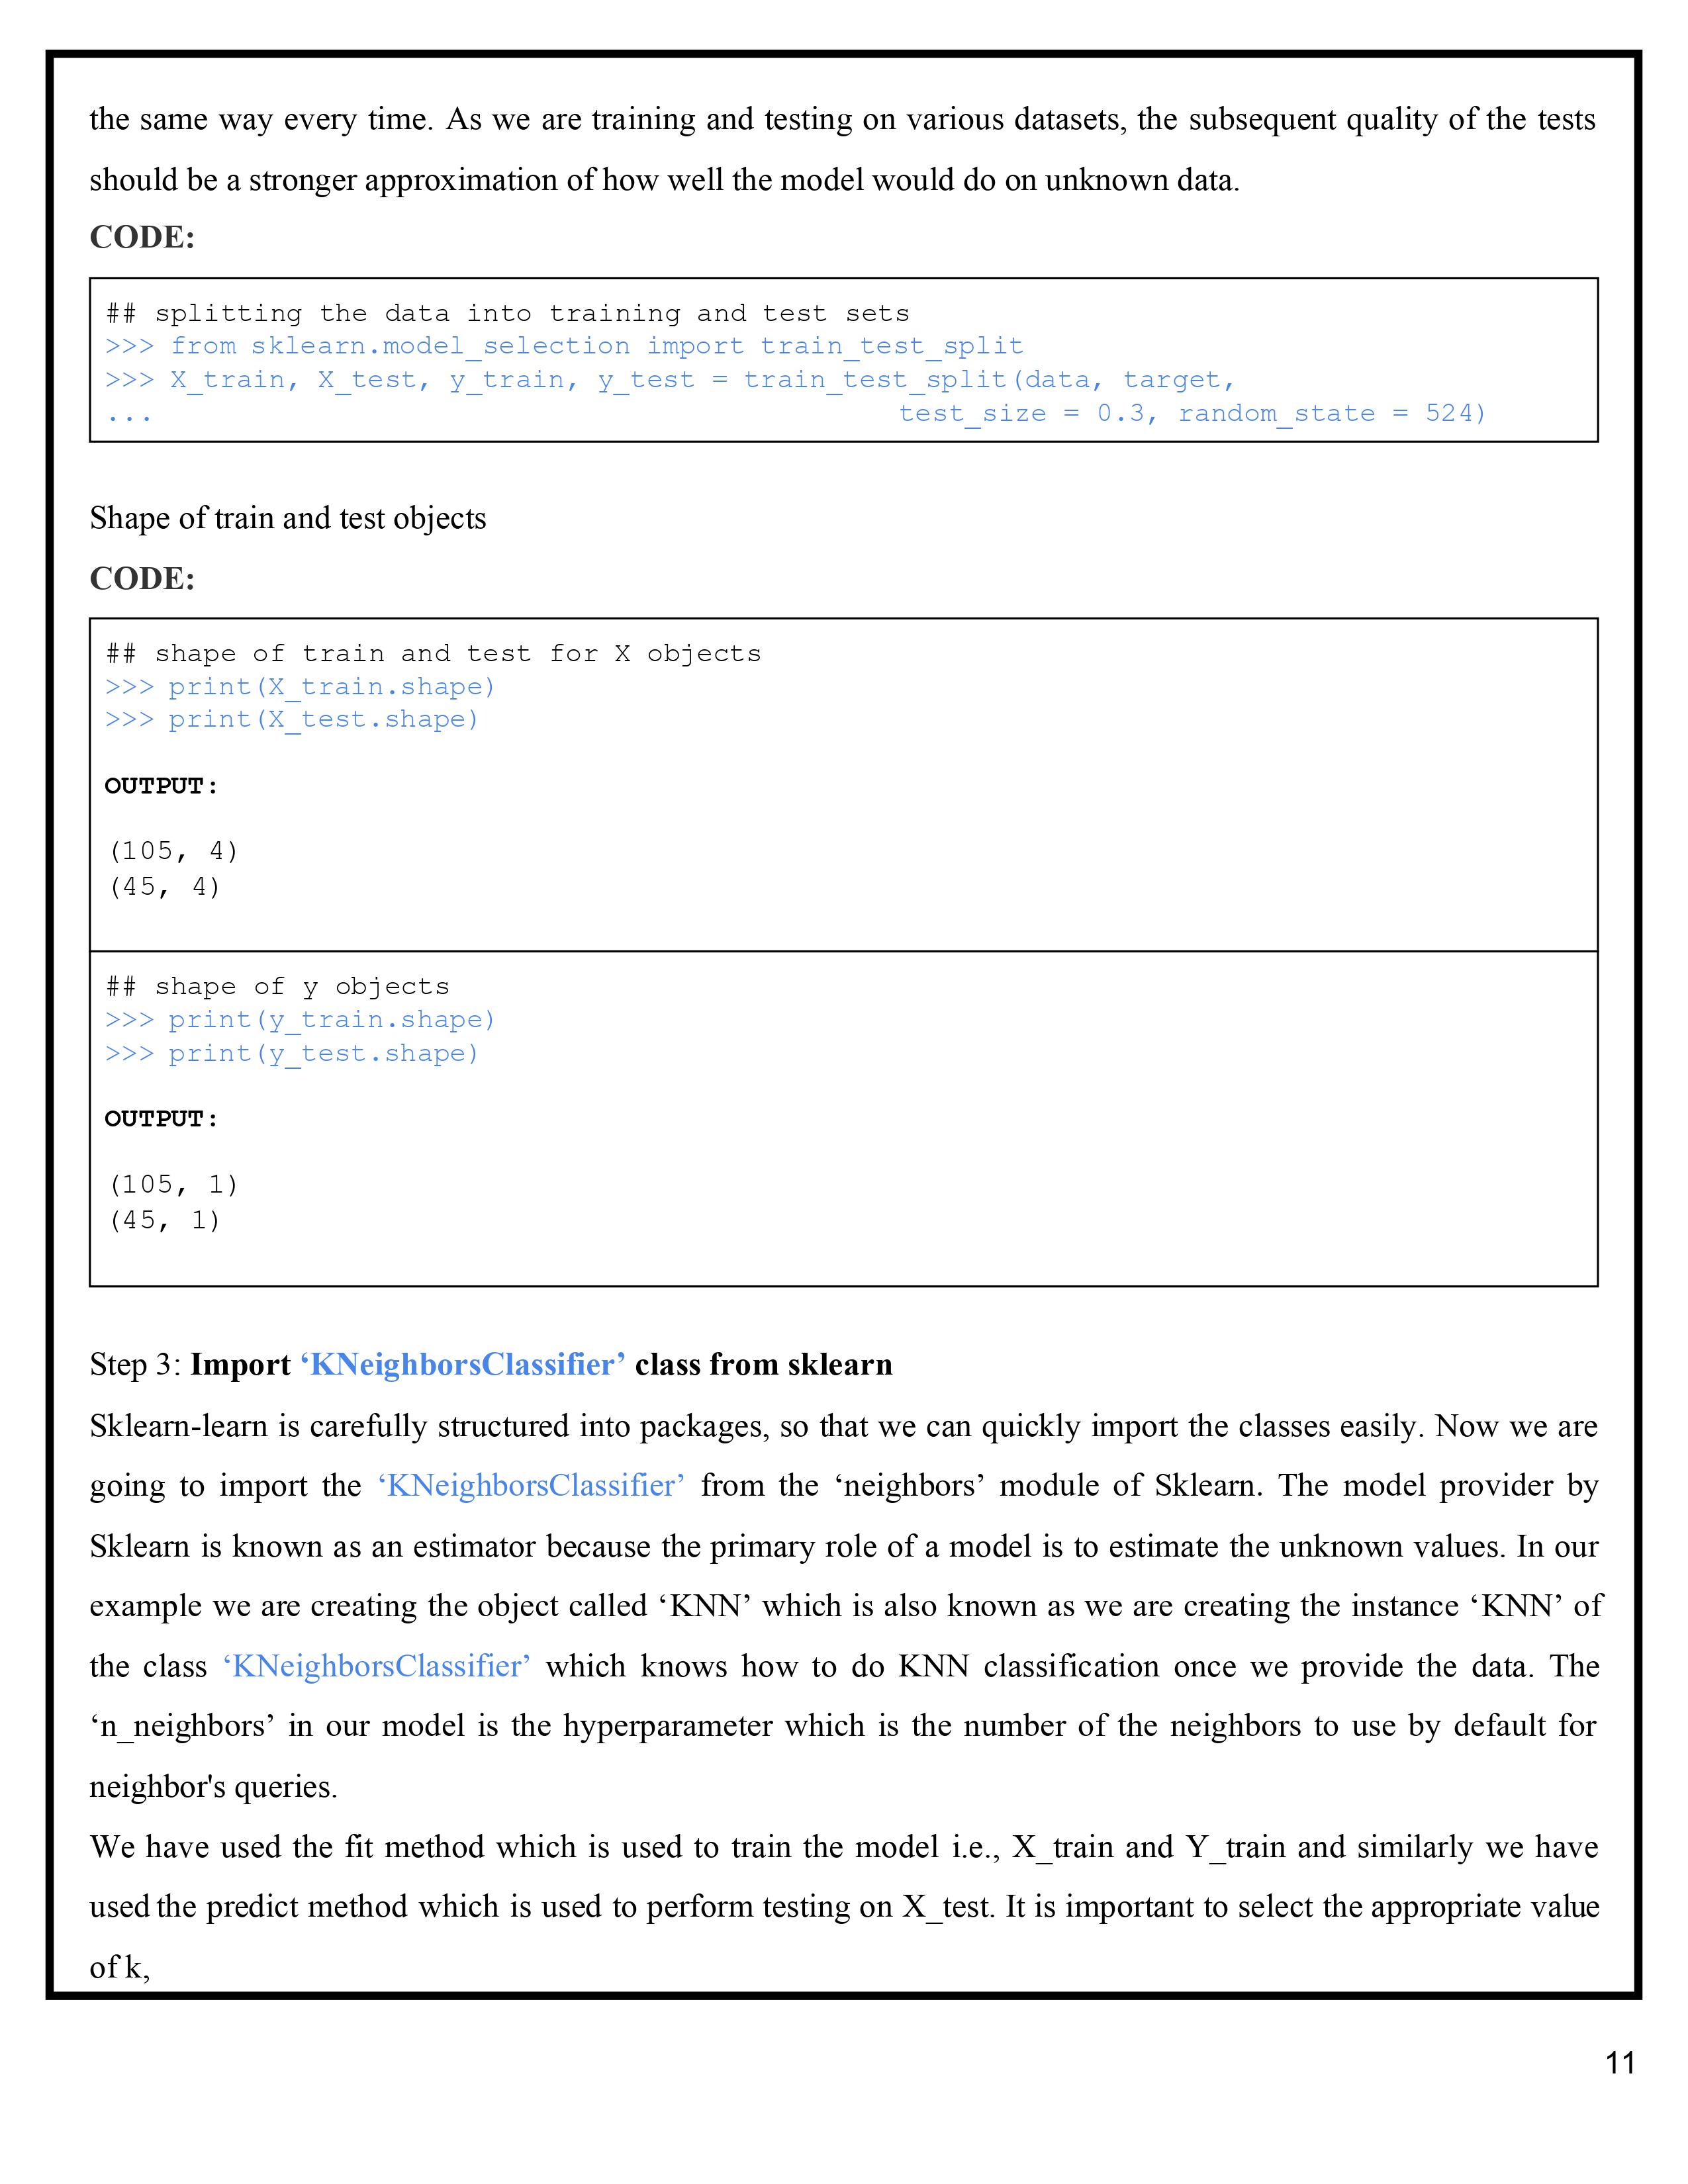 the same way every time. As we are training and testing on various datasets, the subsequent quality of the tests
should be a stronger approximation of how well the model would do on unknown data.
CODE:
## splitting the data into training and test sets
>>> from sklearn.model_selection import train_test_split
>>> X_train, X_test, y_train, y_test = train_test_split(data, target,
... test_size = 0.3, random_state = 524)
Shape of train and test objects
CODE:
## shape of train and test for X objects
>>> print(X_train.shape)
>>> print(X_test.shape)
OUTPUT:
(105, 4)
(45, 4)
## shape of y objects
>>> print(y_train.shape)
>>> print(y_test.shape)
OUTPUT:
(105, 1)
(45, 1)
Step 3: Import ‘KNeighborsClassifier’ class from sklearn
Sklearn-learn is carefully structured into packages, so that we can quickly import the classes easily. Now we are
going to import the ‘KNeighborsClassifier’ from the ‘neighbors’ module of Sklearn. The model provider by
Sklearn is known as an estimator because the primary role of a model is to estimate the unknown values. In our
example we are creating the object called ‘KNN’ which is also known as we are creating the instance ‘KNN’ of
the class ‘KNeighborsClassifier’ which knows how to do KNN classification once we provide the data. The
‘n_neighbors’ in our model is the hyperparameter which is the number of the neighbors to use by default for
neighbor's queries.
We have used the fit method which is used to train the model i.e., X_train and Y_train and similarly we have
used the predict method which is used to perform testing on X_test. It is important to select the appropriate value
of k,
11